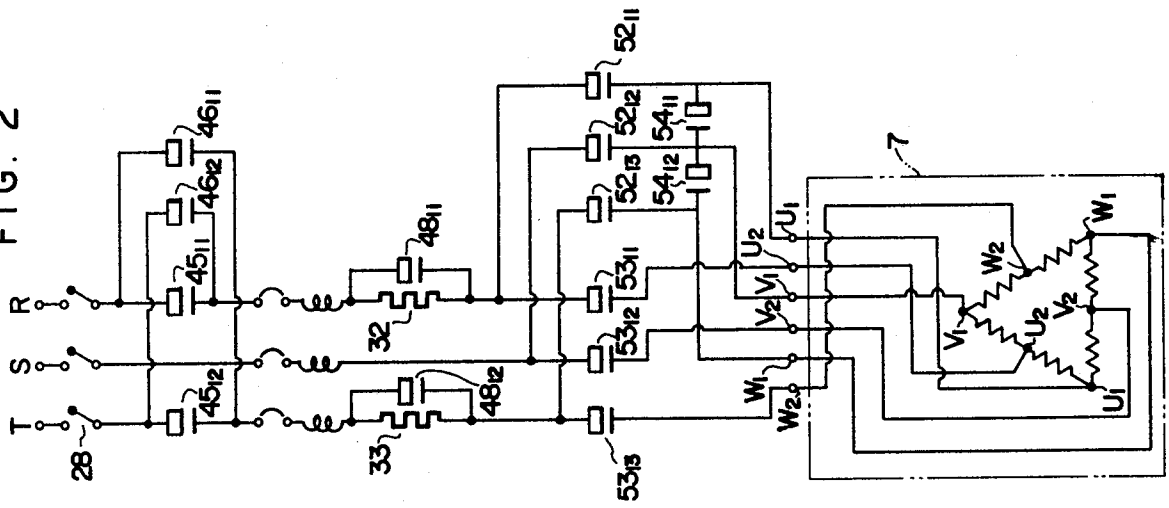 FIG. 2
T S R
28
46₁₁
46₁₂
45₁₁
45₁₂
48₁₁
32
48₁₂
33
52₁₁
52₁₂
52₁₃
54₁₁
54₁₂
53₁₁
53₁₂
53₁₃
U₁
U₂
V₁
V₂
W₁
W₂
7
W₂
W₁
V₁
U₂
V₂
U₁